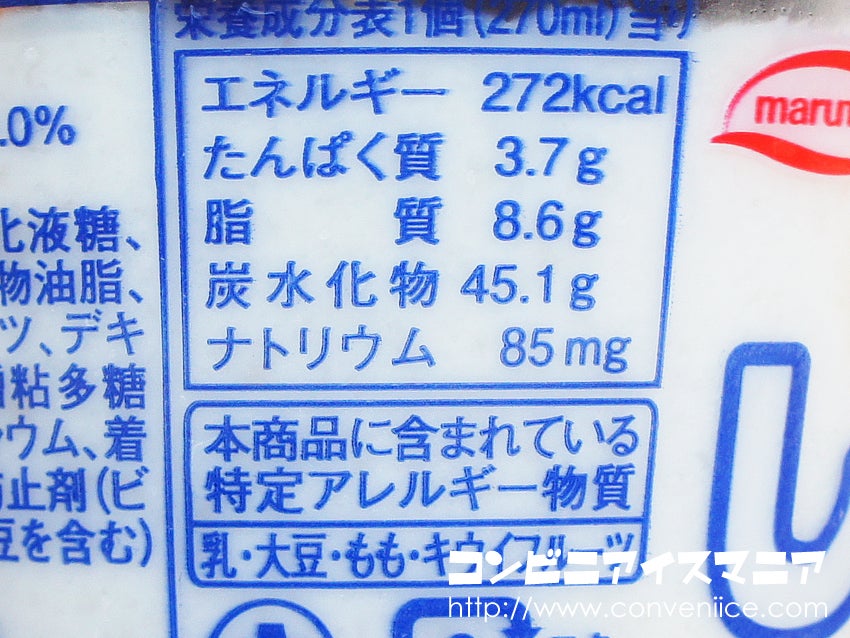 栄養成分表1個(270ml)当り
エネルギー 272kcal
たんぱく質 3.7g
脂質 8.6g
炭水化物 45.1g
ナトリウム 85mg
.0%
化液糖、
物油脂、
ツ、デキ
粘多糖
ウム、着
止剤(ビ
豆を含む)
本商品に含まれている
特定アレルギー物質
乳・大豆・もも・キウイフルーツ
コンビニアイスマニア
http://www.conveniice.com/